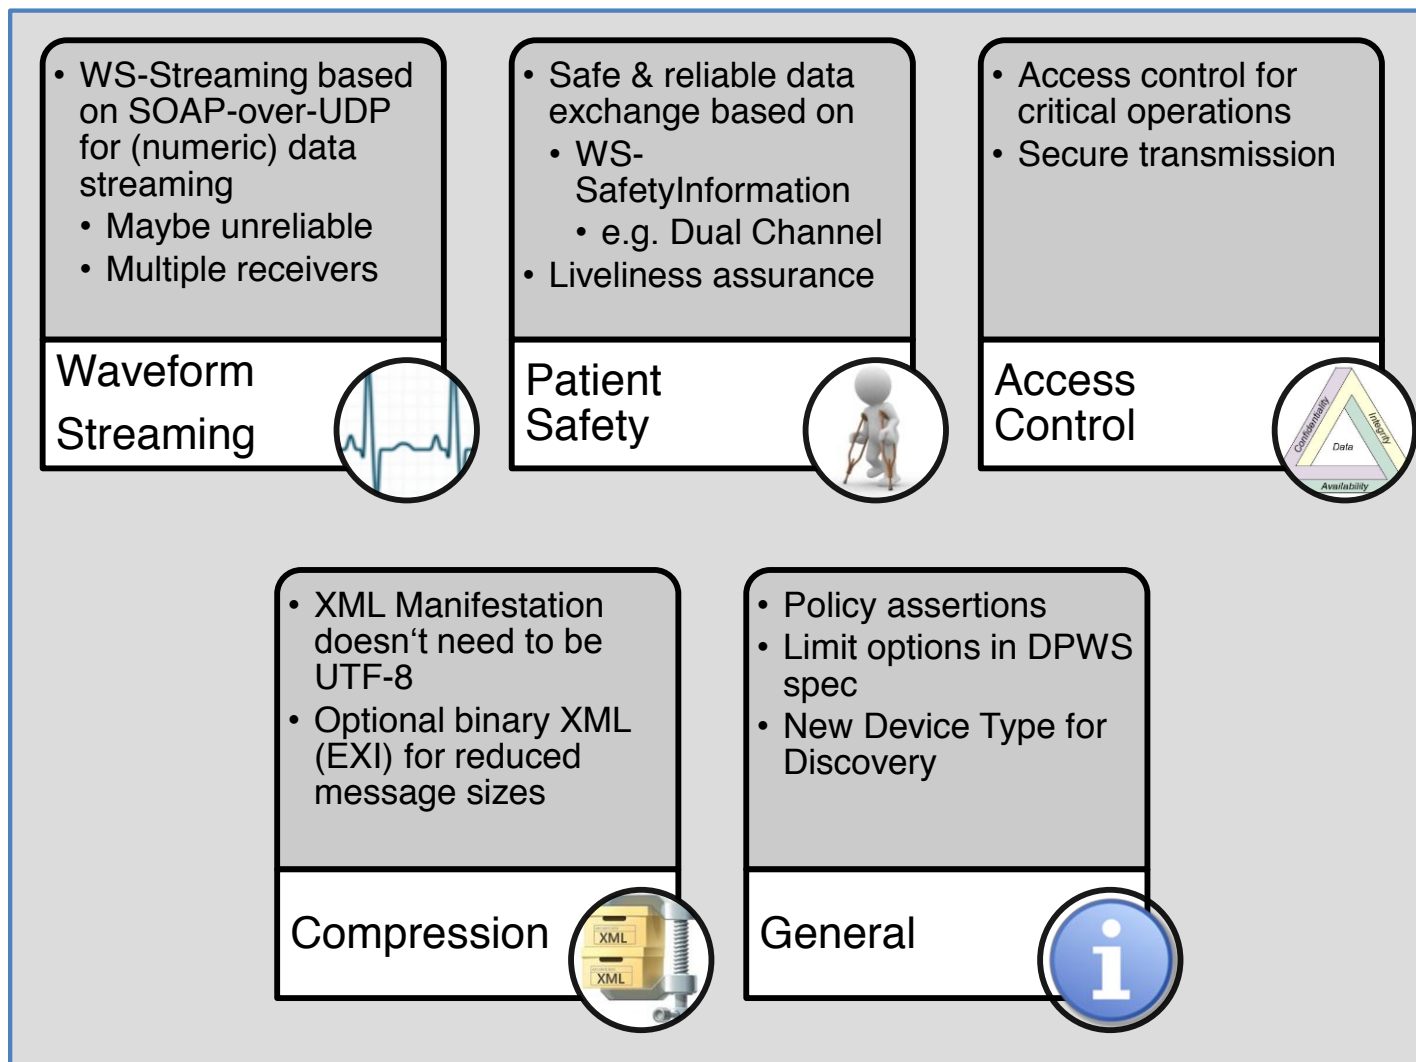 • WS-Streaming based
on SOAP-over-UDP
for (numeric) data
streaming
• Maybe unreliable
• Multiple receivers
Waveform
Streaming
• Safe & reliable data
exchange based on
• WS-
SafetyInformation
• e.g. Dual Channel
• Liveliness assurance
Patient
Safety
• Access control for
critical operations
• Secure transmission
Access
Control
Confidentiality
Integrity
Data
Availability
• XML Manifestation
doesn‘t need to be
UTF-8
• Optional binary XML
(EXI) for reduced
message sizes
Compression
XML
XML
• Policy assertions
• Limit options in DPWS
spec
• New Device Type for
Discovery
General
i